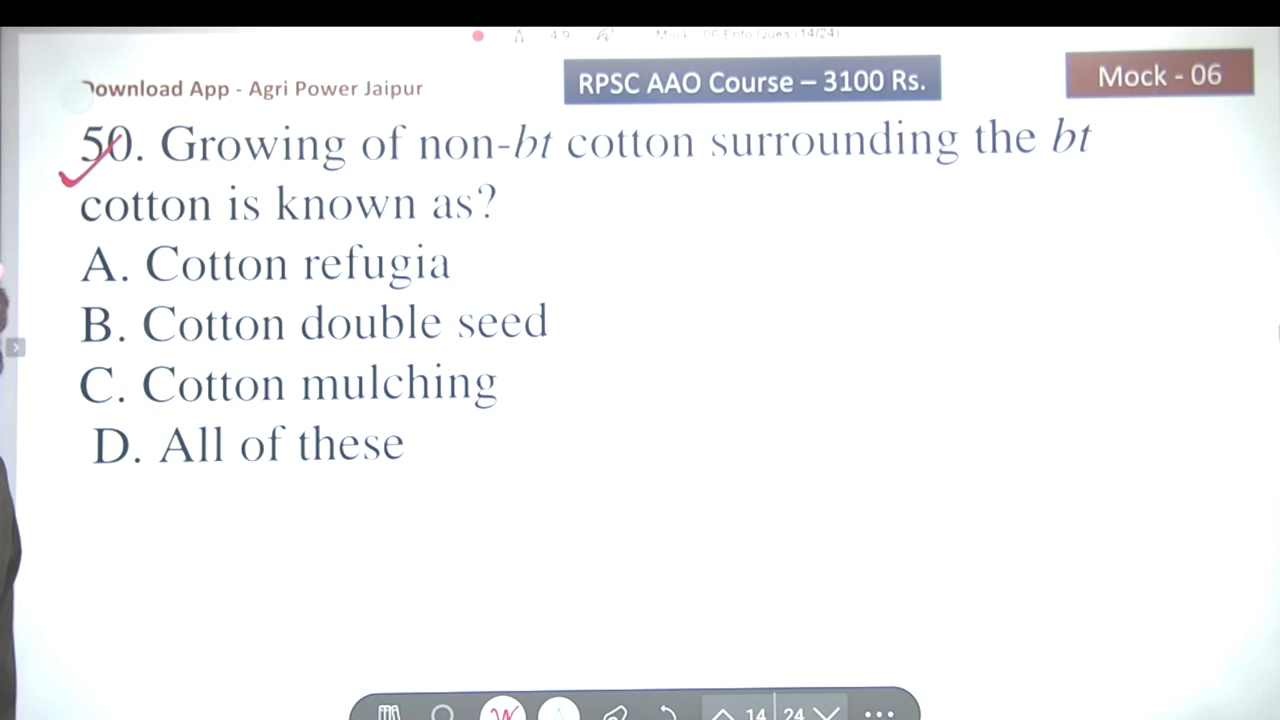 Download App - Agri Power Jaipur
RPSC AAO Course – 3100 Rs.
Mock - 06
50. Growing of non-bt cotton surrounding the bt
cotton is known as?
A. Cotton refugia
B. Cotton double seed
C. Cotton mulching
D. All of these
14 24